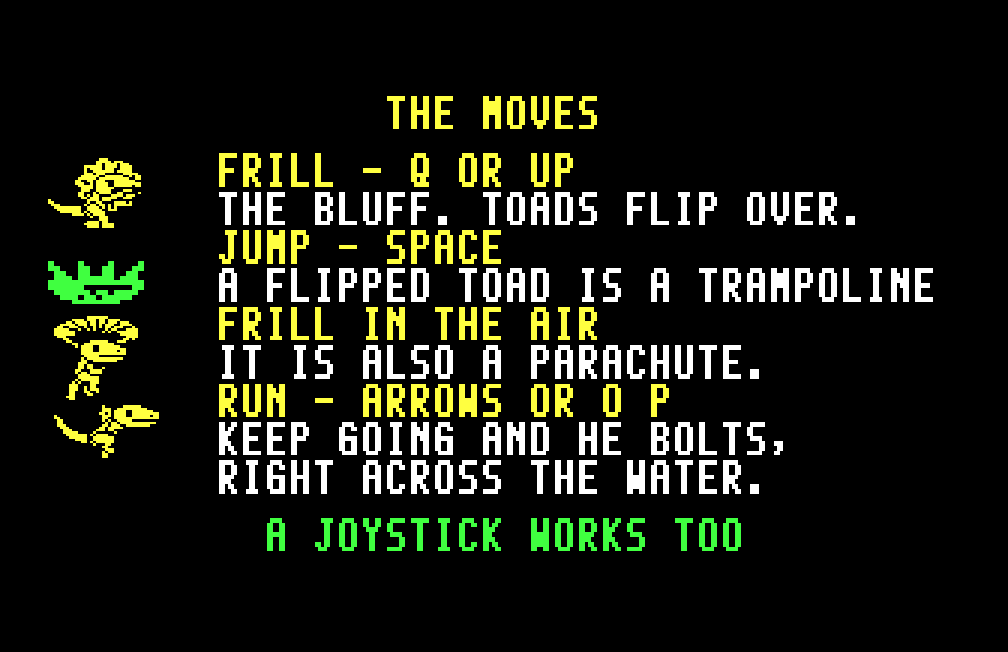 THE MOVES
FRILL - Q OR UP
THE BLUFF. TOADS FLIP OVER.
JUMP - SPACE
A FLIPPED TOAD IS A TRAMPOLINE
FRILL IN THE AIR
IT IS ALSO A PARACHUTE.
RUN - ARROWS OR O P
KEEP GOING AND HE BOLTS,
RIGHT ACROSS THE WATER.
A JOYSTICK WORKS TOO